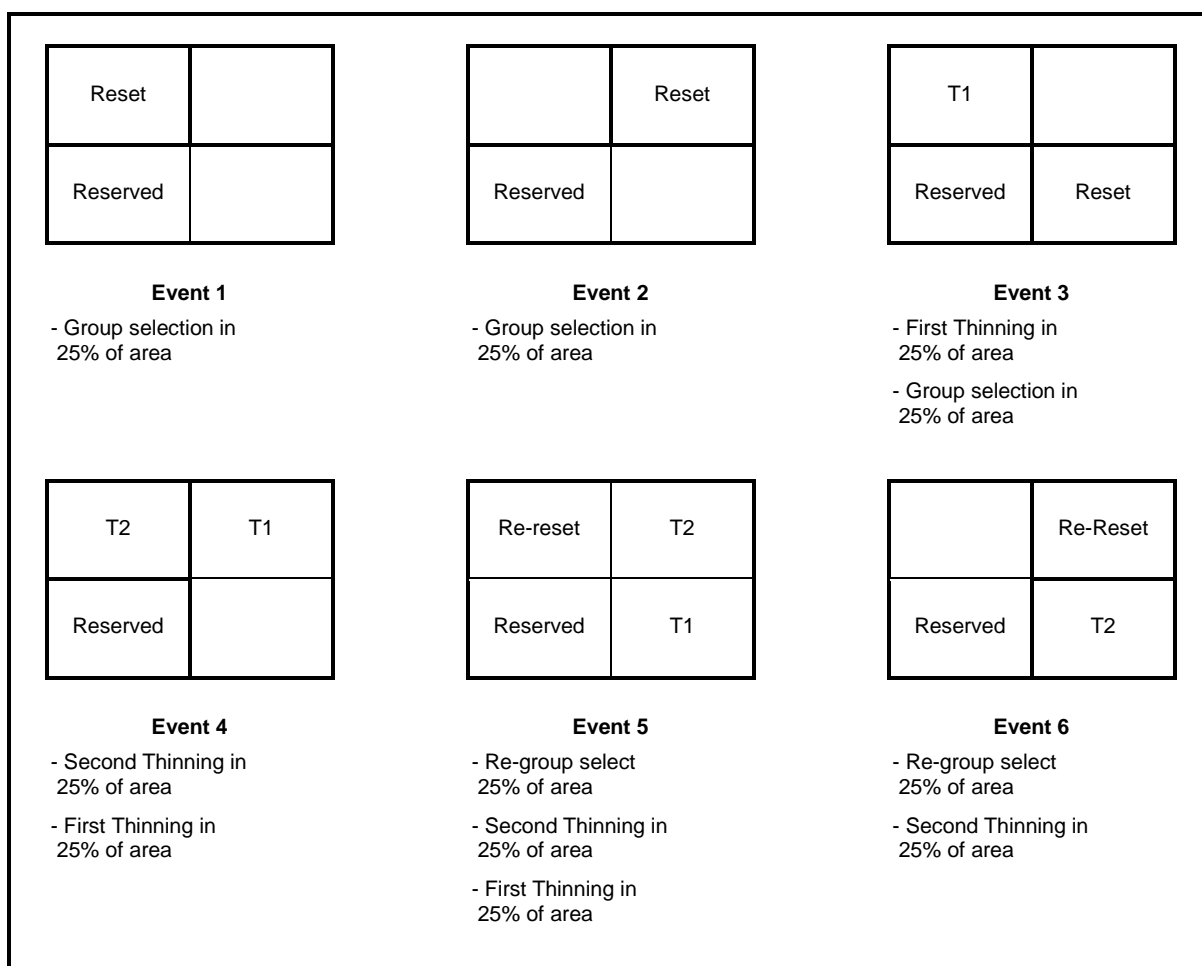 Reset
Reserved
Event 1
- Group selection in
25% of area
Reset
Reserved
Event 2
- Group selection in
25% of area
T1
Reserved Reset
Event 3
- First Thinning in
25% of area
- Group selection in
25% of area
T2 T1
Reserved
Event 4
- Second Thinning in
25% of area
- First Thinning in
25% of area
Re-reset T2
Reserved T1
Event 5
- Re-group select
25% of area
- Second Thinning in
25% of area
- First Thinning in
25% of area
Re-Reset
Reserved T2
Event 6
- Re-group select
25% of area
- Second Thinning in
25% of area